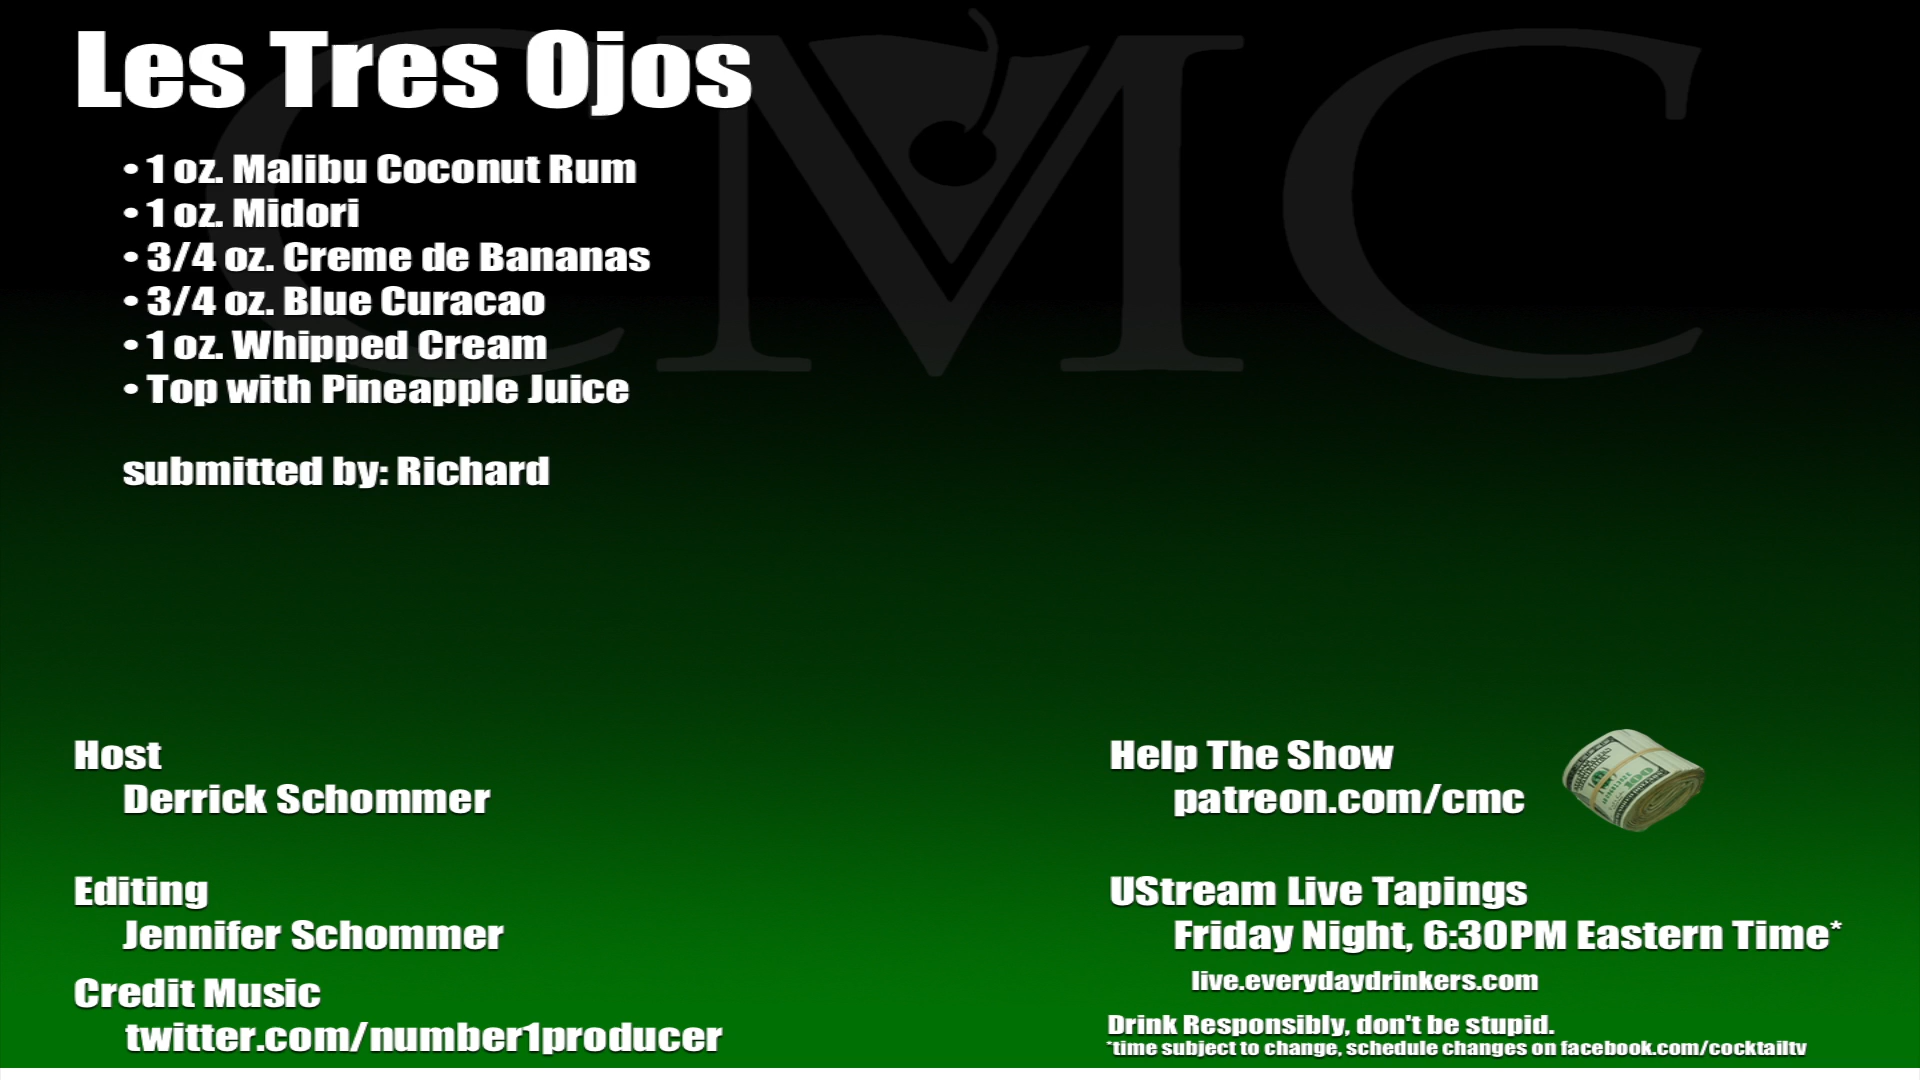 Les Tres Ojos
• 1 oz. Malibu Coconut Rum
• 1 oz. Midori
• 3/4 oz. Creme de Bananas
• 3/4 oz. Blue Curacao
• 1 oz. Whipped Cream
• Top with Pineapple Juice
submitted by: Richard
CMC
Host
Derrick Schommer
Editing
Jennifer Schommer
Credit Music
twitter.com/number1producer
Help The Show
patreon.com/cmc
UStream Live Tapings
Friday Night, 6:30PM Eastern Time*
live.everydaydrinkers.com
Drink Responsibly, don't be stupid.
*time subject to change, schedule changes on facebook.com/cocktailtv